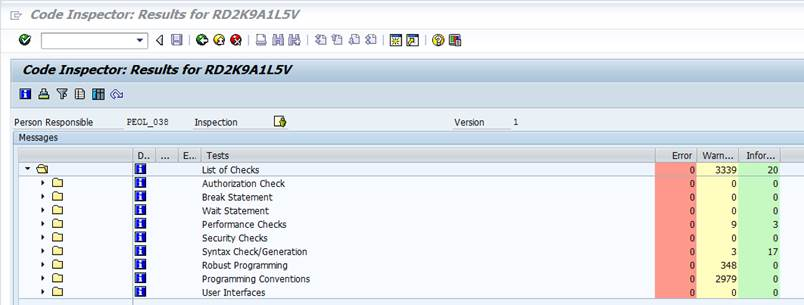 Code Inspector: Results for RD2K9A1L5V
Code Inspector: Results for RD2K9A1L5V
Person Responsible PEOL_038 Inspection Version 1
Messages
D.. ... E... Tests Error Warn... Infor...
List of Checks 0 3339 20
Authorization Check 0 0 0
Break Statement 0 0 0
Wait Statement 0 0 0
Performance Checks 0 9 3
Security Checks 0 0 0
Syntax Check/Generation 0 3 17
Robust Programming 0 348 0
Programming Conventions 0 2979 0
User Interfaces 0 0 0